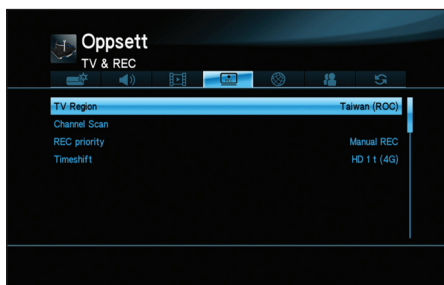 Oppsett
TV & REC
TV Region Taiwan (ROC)
Channel Scan
REC priority Manual REC
Timeshift HD 1 t (4G)